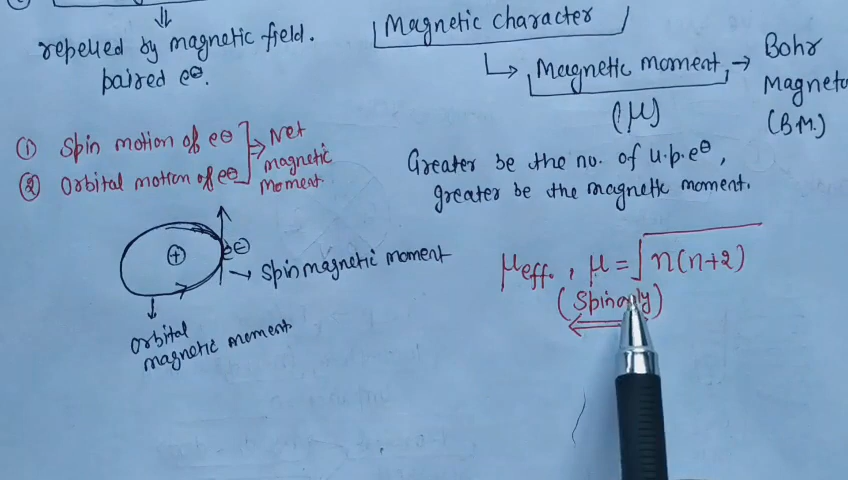 repelled by magnetic field.
paired e⊖.
① Spin motion of e⊖
② Orbital motion of e⊖
Net
magnetic
moment.
⊕
e⊖
Spin magnetic moment
Orbital
magnetic moment
Magnetic character
Magnetic moment → Bohr
Magneto
(μ)
(B.M.)
Greater be the no. of u.p.e⊖,
greater be the magnetic moment.
μeff. , μ = √n(n+2)
(Spin only)